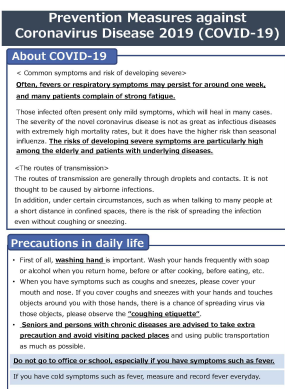 Prevention Measures against
Coronavirus Disease 2019 (COVID-19)
About COVID-19
< Common symptoms and risk of developing severe>
Often, fevers or respiratory symptoms may persist for around one week,
and many patients complain of strong fatigue.
Those infected often present only mild symptoms, which will heal in many cases.
The severity of the novel coronavirus disease is not as great as infectious diseases
with extremely high mortality rates, but it does have the higher risk than seasonal
influenza. The risks of developing severe symptoms are particularly high
among the elderly and patients with underlying diseases.
<The routes of transmission>
The routes of transmission are generally through droplets and contacts. It is not
thought to be caused by airborne infections.
In addition, under certain circumstances, such as when talking to many people at
a short distance in confined spaces, there is the risk of spreading the infection
even without coughing or sneezing.
Precautions in daily life
• First of all, washing hand is important. Wash your hands frequently with soap
or alcohol when you return home, before or after cooking, before eating, etc.
• When you have symptoms such as coughs and sneezes, please cover your
mouth and nose. If you cover coughs and sneezes with your hands and touches
objects around you with those hands, there is a chance of spreading virus via
those objects, please observe the "coughing etiquette".
• Seniors and persons with chronic diseases are advised to take extra
precaution and avoid visiting packed places and using public transportation
as much as possible.
Do not go to office or school, especially if you have symptoms such as fever.
If you have cold symptoms such as fever, measure and record fever everyday.